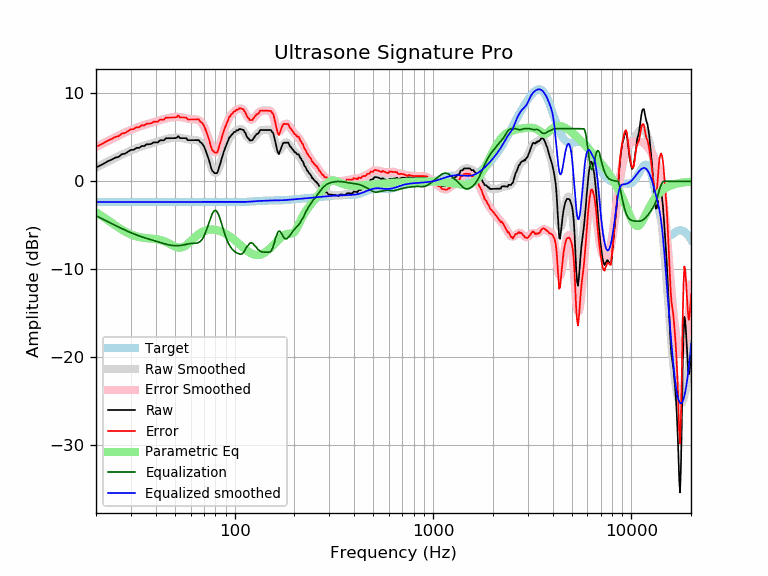 Ultrasone Signature Pro
Amplitude (dBr)
10
0
−10
−20
−30
Target
Raw Smoothed
Error Smoothed
Raw
Error
Parametric Eq
Equalization
Equalized smoothed
100
1000
10000
Frequency (Hz)